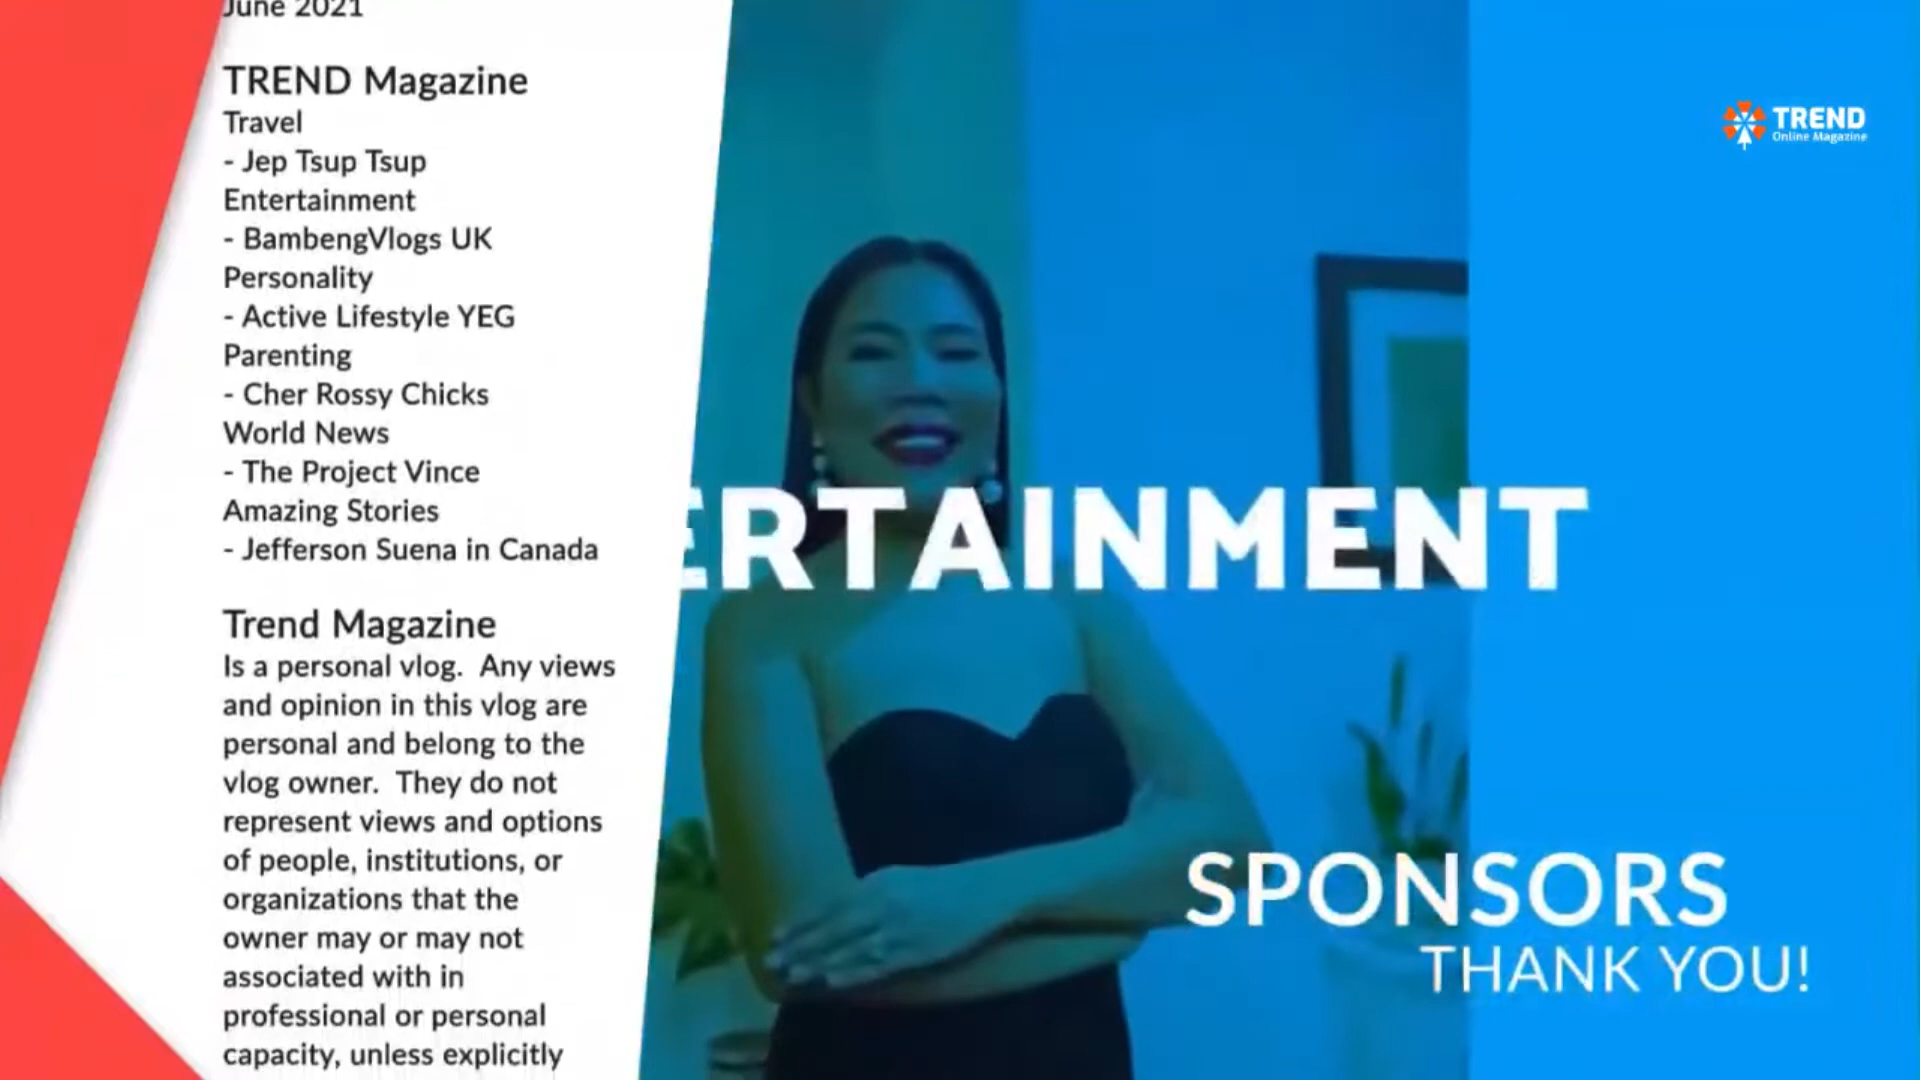 June 2021
TREND Magazine
Travel
- Jep Tsup Tsup
Entertainment
- BambengVlogs UK
Personality
- Active Lifestyle YEG
Parenting
- Cher Rossy Chicks
World News
- The Project Vince
Amazing Stories
- Jefferson Suena in Canada
Trend Magazine
Is a personal vlog. Any views
and opinion in this vlog are
personal and belong to the
vlog owner. They do not
represent views and options
of people, institutions, or
organizations that the
owner may or may not
associated with in
professional or personal
capacity, unless explicitly
TREND
Online Magazine
ERTAINMENT
SPONSORS
THANK YOU!